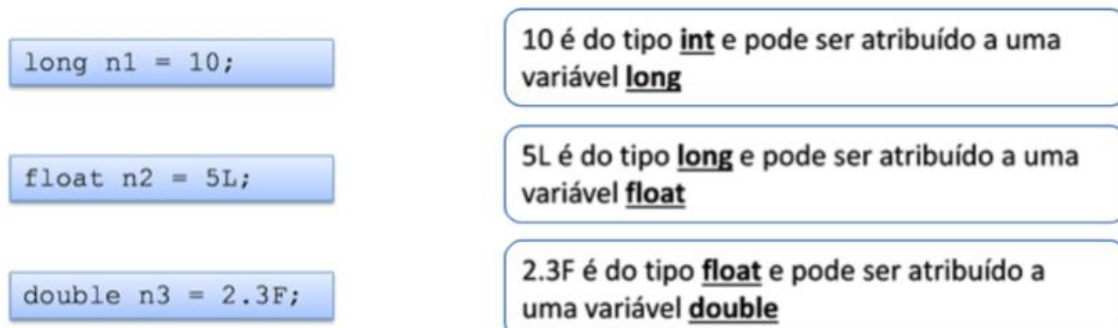 long n1 = 10;
10 é do tipo int e pode ser atribuído a uma
variável long
float n2 = 5L;
5L é do tipo long e pode ser atribuído a uma
variável float
double n3 = 2.3F;
2.3F é do tipo float e pode ser atribuído a
uma variável double